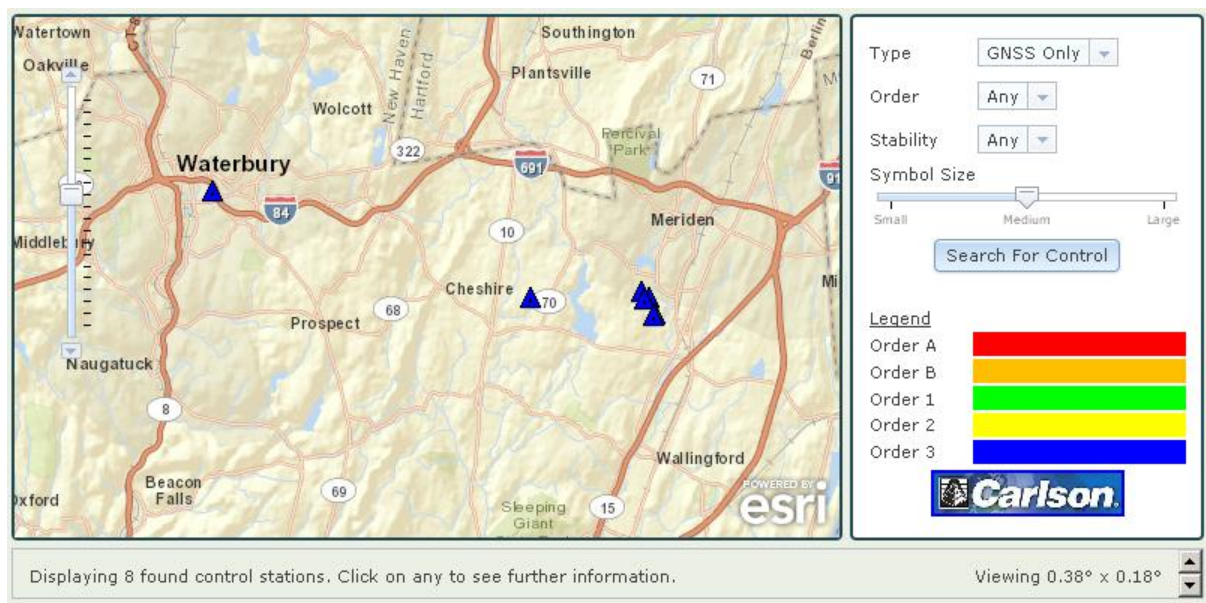 Watertown
CT-8
Southington
Berlin
Oakville
New Haven
Hartford
Plantsville
71
Wolcott
322
Percival
Park
Waterbury
691
91
84
Meriden
10
Middlebury
Cheshire
70
68
Prospect
Naugatuck
8
Wallingford
Beacon
Falls
69
Oxford
Sleeping
Giant
15
POWERED BY
esri
Type
GNSS Only
Order
Any
Stability
Any
Symbol Size
Small
Medium
Large
Search For Control
Legend
Order A
Order B
Order 1
Order 2
Order 3
Carlson
Displaying 8 found control stations. Click on any to see further information.
Viewing 0.38° x 0.18°